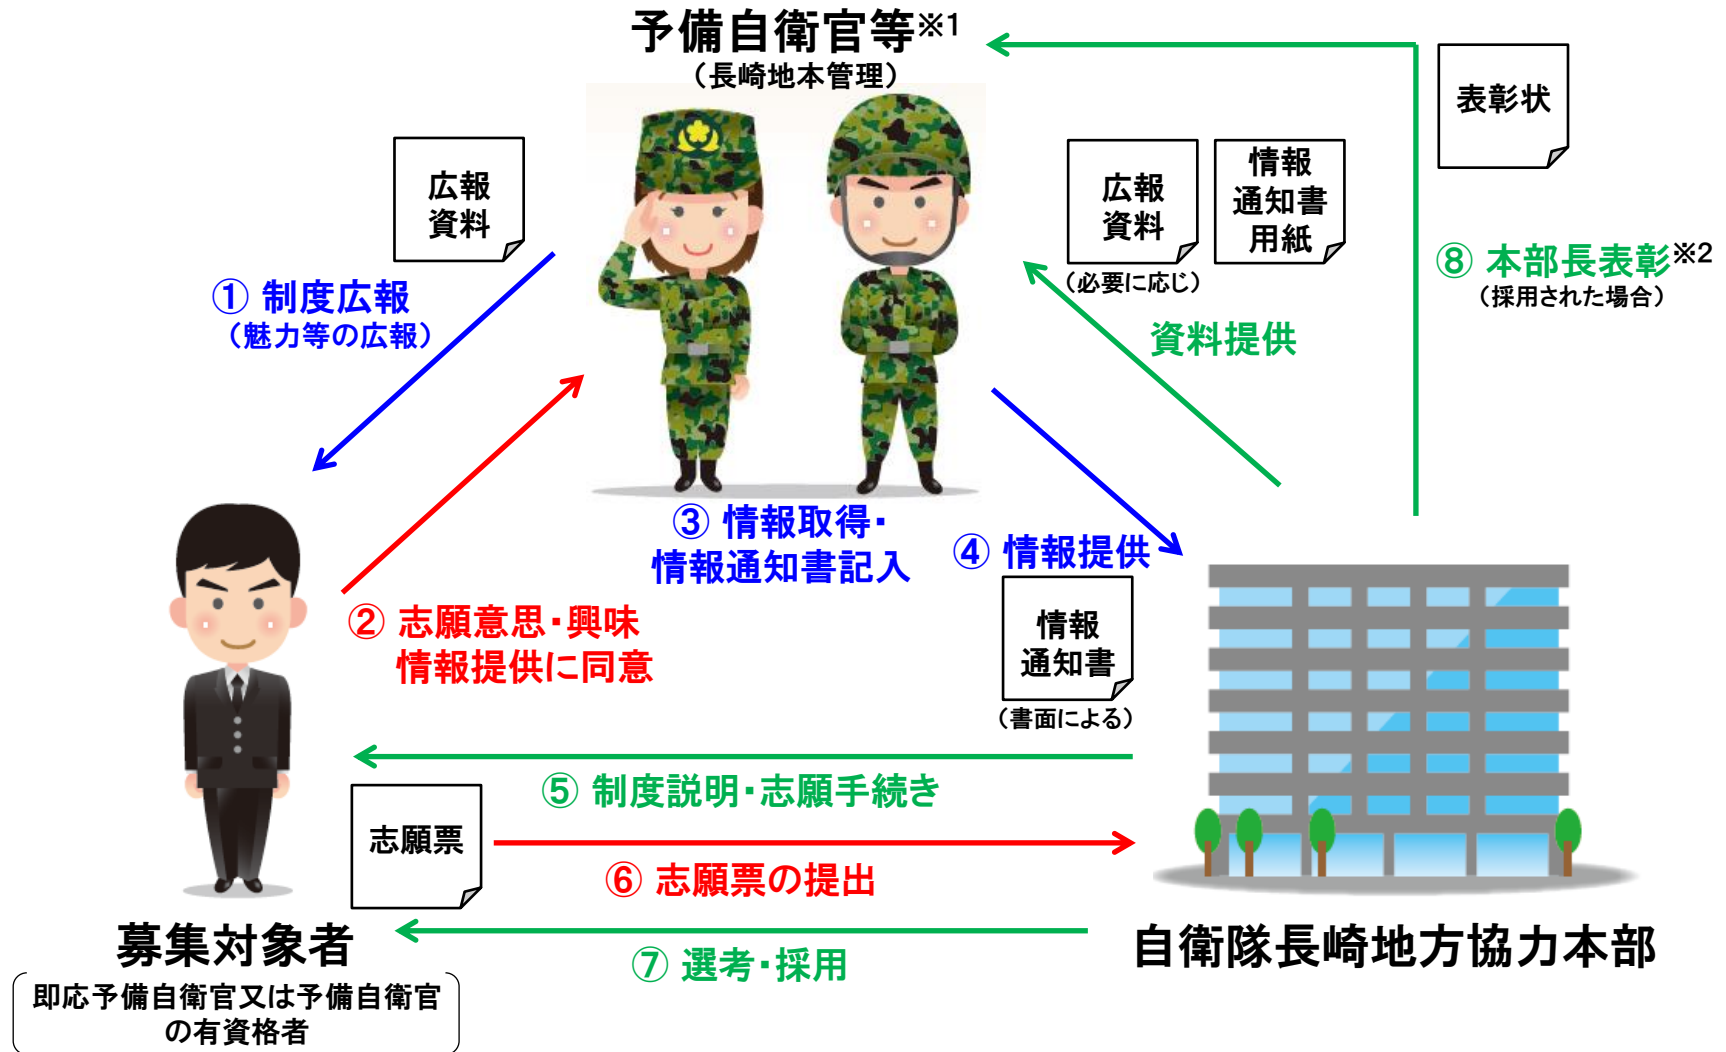 予備自衛官等※1
（長崎地本管理）
表彰状
広報
資料
広報
資料
（必要に応じ）
情報
通知書
用紙
⑧ 本部長表彰※2
（採用された場合）
① 制度広報
（魅力等の広報）
資料提供
③ 情報取得・
情報通知書記入
④ 情報提供
情報
通知書
（書面による）
② 志願意思・興味
情報提供に同意
⑤ 制度説明・志願手続き
志願票
⑥ 志願票の提出
⑦ 選考・採用
募集対象者
即応予備自衛官又は予備自衛官
の有資格者
自衛隊長崎地方協力本部